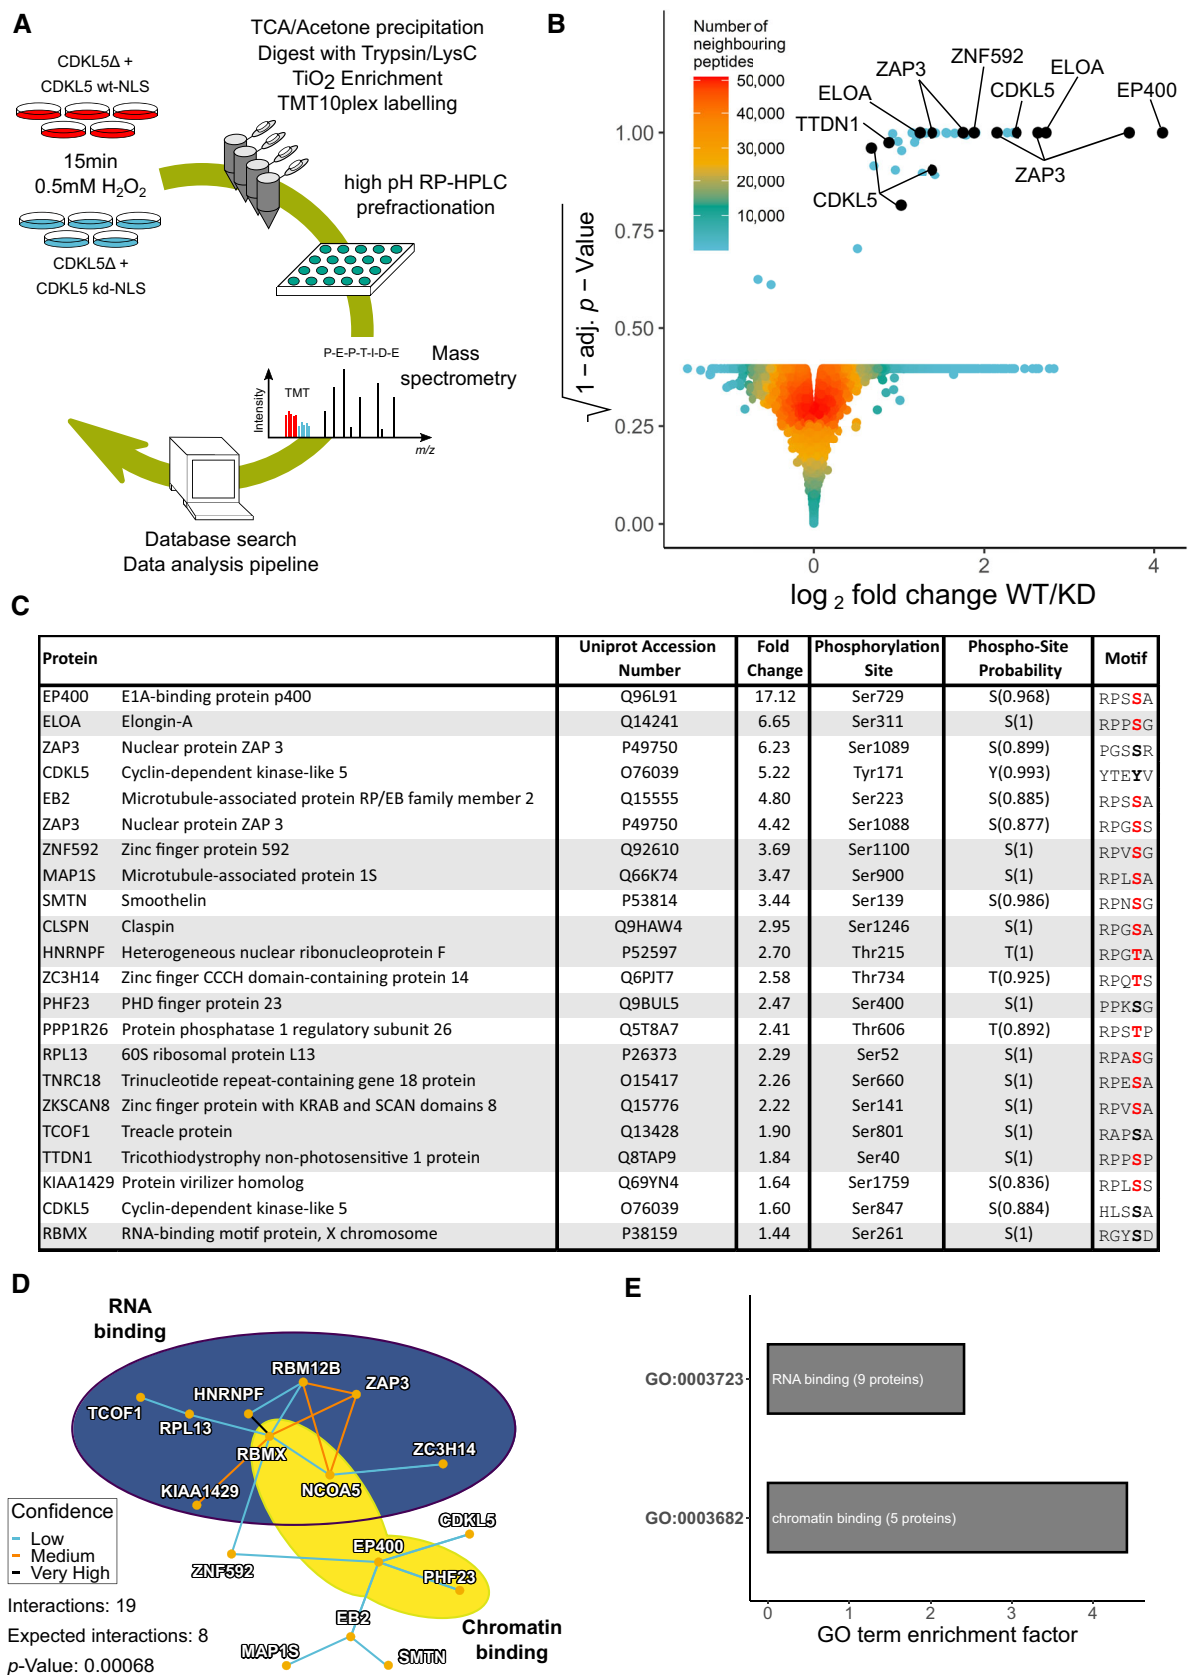 A
CDKL5Δ +
CDKL5 wt-NLS
15min
0.5mM H2O2
CDKL5Δ +
CDKL5 kd-NLS
TCA/Acetone precipitation
Digest with Trypsin/LysC
TiO2 Enrichment
TMT10plex labelling
high pH RP-HPLC
prefractionation
P-E-P-T-I-D-E
Mass
spectrometry
Intensity
TMT
m/z
Database search
Data analysis pipeline
B
Number of
neighbouring
peptides
50,000
40,000
30,000
20,000
10,000
ZAP3
ZNF592
ELOA
CDKL5
ELOA
EP400
TTDN1
ZAP3
CDKL5
1.00
0.75
0.50
0.25
0.00
√1 − adj. p − Value
0
2
4
log 2 fold change WT/KD
C
Protein | Uniprot Accession Number | Fold Change | Phosphorylation Site | Phospho-Site Probability | Motif
EP400 E1A-binding protein p400 Q96L91 17.12 Ser729 S(0.968) RPSSA
ELOA Elongin-A Q14241 6.65 Ser311 S(1) RPPSG
ZAP3 Nuclear protein ZAP 3 P49750 6.23 Ser1089 S(0.899) PGSSR
CDKL5 Cyclin-dependent kinase-like 5 O76039 5.22 Tyr171 Y(0.993) YTEYV
EB2 Microtubule-associated protein RP/EB family member 2 Q15555 4.80 Ser223 S(0.885) RPSSA
ZAP3 Nuclear protein ZAP 3 P49750 4.42 Ser1088 S(0.877) RPGSS
ZNF592 Zinc finger protein 592 Q92610 3.69 Ser1100 S(1) RPVSG
MAP1S Microtubule-associated protein 1S Q66K74 3.47 Ser900 S(1) RPLSA
SMTN Smoothelin P53814 3.44 Ser139 S(0.986) RPNSG
CLSPN Claspin Q9HAW4 2.95 Ser1246 S(1) RPGSA
HNRNPF Heterogeneous nuclear ribonucleoprotein F P52597 2.70 Thr215 T(1) RPGTA
ZC3H14 Zinc finger CCCH domain-containing protein 14 Q6PJT7 2.58 Thr734 T(0.925) RPQTS
PHF23 PHD finger protein 23 Q9BUL5 2.47 Ser400 S(1) PPKSG
PPP1R26 Protein phosphatase 1 regulatory subunit 26 Q5T8A7 2.41 Thr606 T(0.892) RPSTP
RPL13 60S ribosomal protein L13 P26373 2.29 Ser52 S(1) RPASG
TNRC18 Trinucleotide repeat-containing gene 18 protein O15417 2.26 Ser660 S(1) RPESA
ZKSCAN8 Zinc finger protein with KRAB and SCAN domains 8 Q15776 2.22 Ser141 S(1) RPVSA
TCOF1 Treacle protein Q13428 1.90 Ser801 S(1) RAPSA
TTDN1 Tricothiodystrophy non-photosensitive 1 protein Q8TAP9 1.84 Ser40 S(1) RPPSP
KIAA1429 Protein virilizer homolog Q69YN4 1.64 Ser1759 S(0.836) RPLSS
CDKL5 Cyclin-dependent kinase-like 5 O76039 1.60 Ser847 S(0.884) HLSSA
RBMX RNA-binding motif protein, X chromosome P38159 1.44 Ser261 S(1) RGYSD
D
RNA
binding
RBM12B
HNRNPF
ZAP3
TCOF1
RPL13
RBMX
ZC3H14
KIAA1429
NCOA5
CDKL5
EP400
ZNF592
PHF23
EB2
MAP1S
SMTN
Chromatin
binding
Confidence
Low
Medium
Very High
Interactions: 19
Expected interactions: 8
p-Value: 0.00068
E
GO:0003723
RNA binding (9 proteins)
GO:0003682
chromatin binding (5 proteins)
0
1
2
3
4
GO term enrichment factor